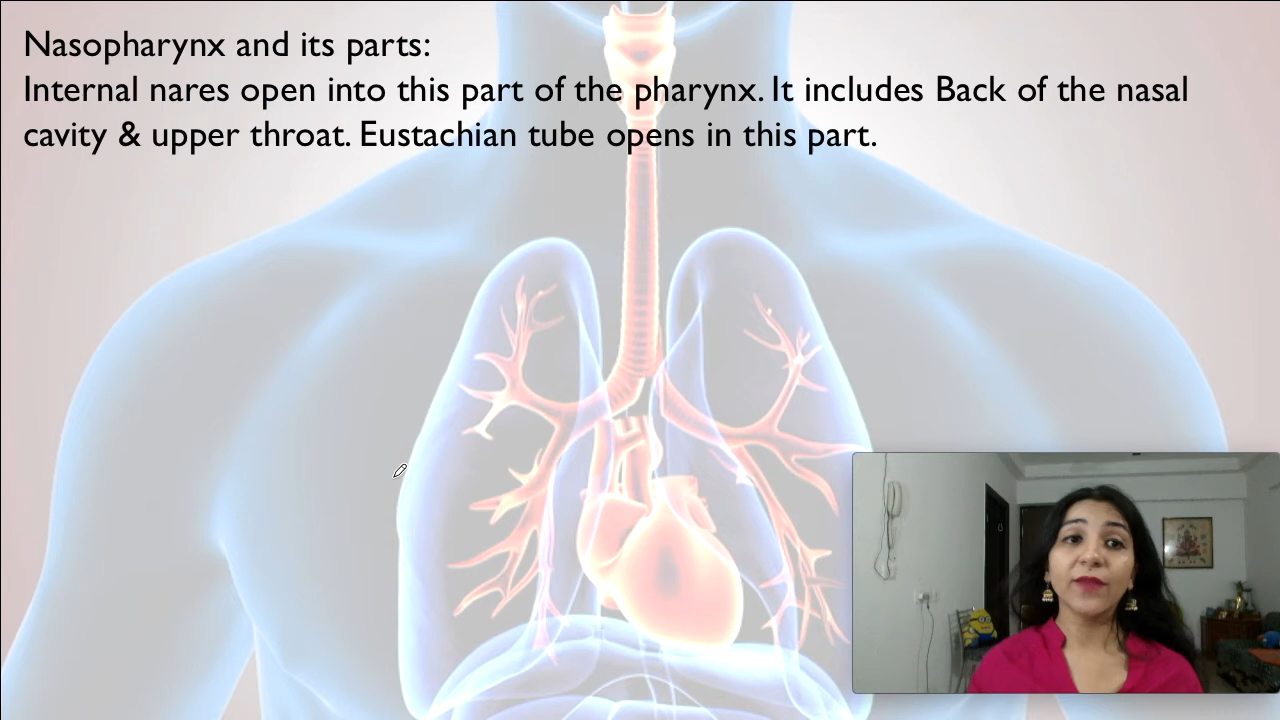 Nasopharynx and its parts:
Internal nares open into this part of the pharynx. It includes Back of the nasal
cavity & upper throat. Eustachian tube opens in this part.